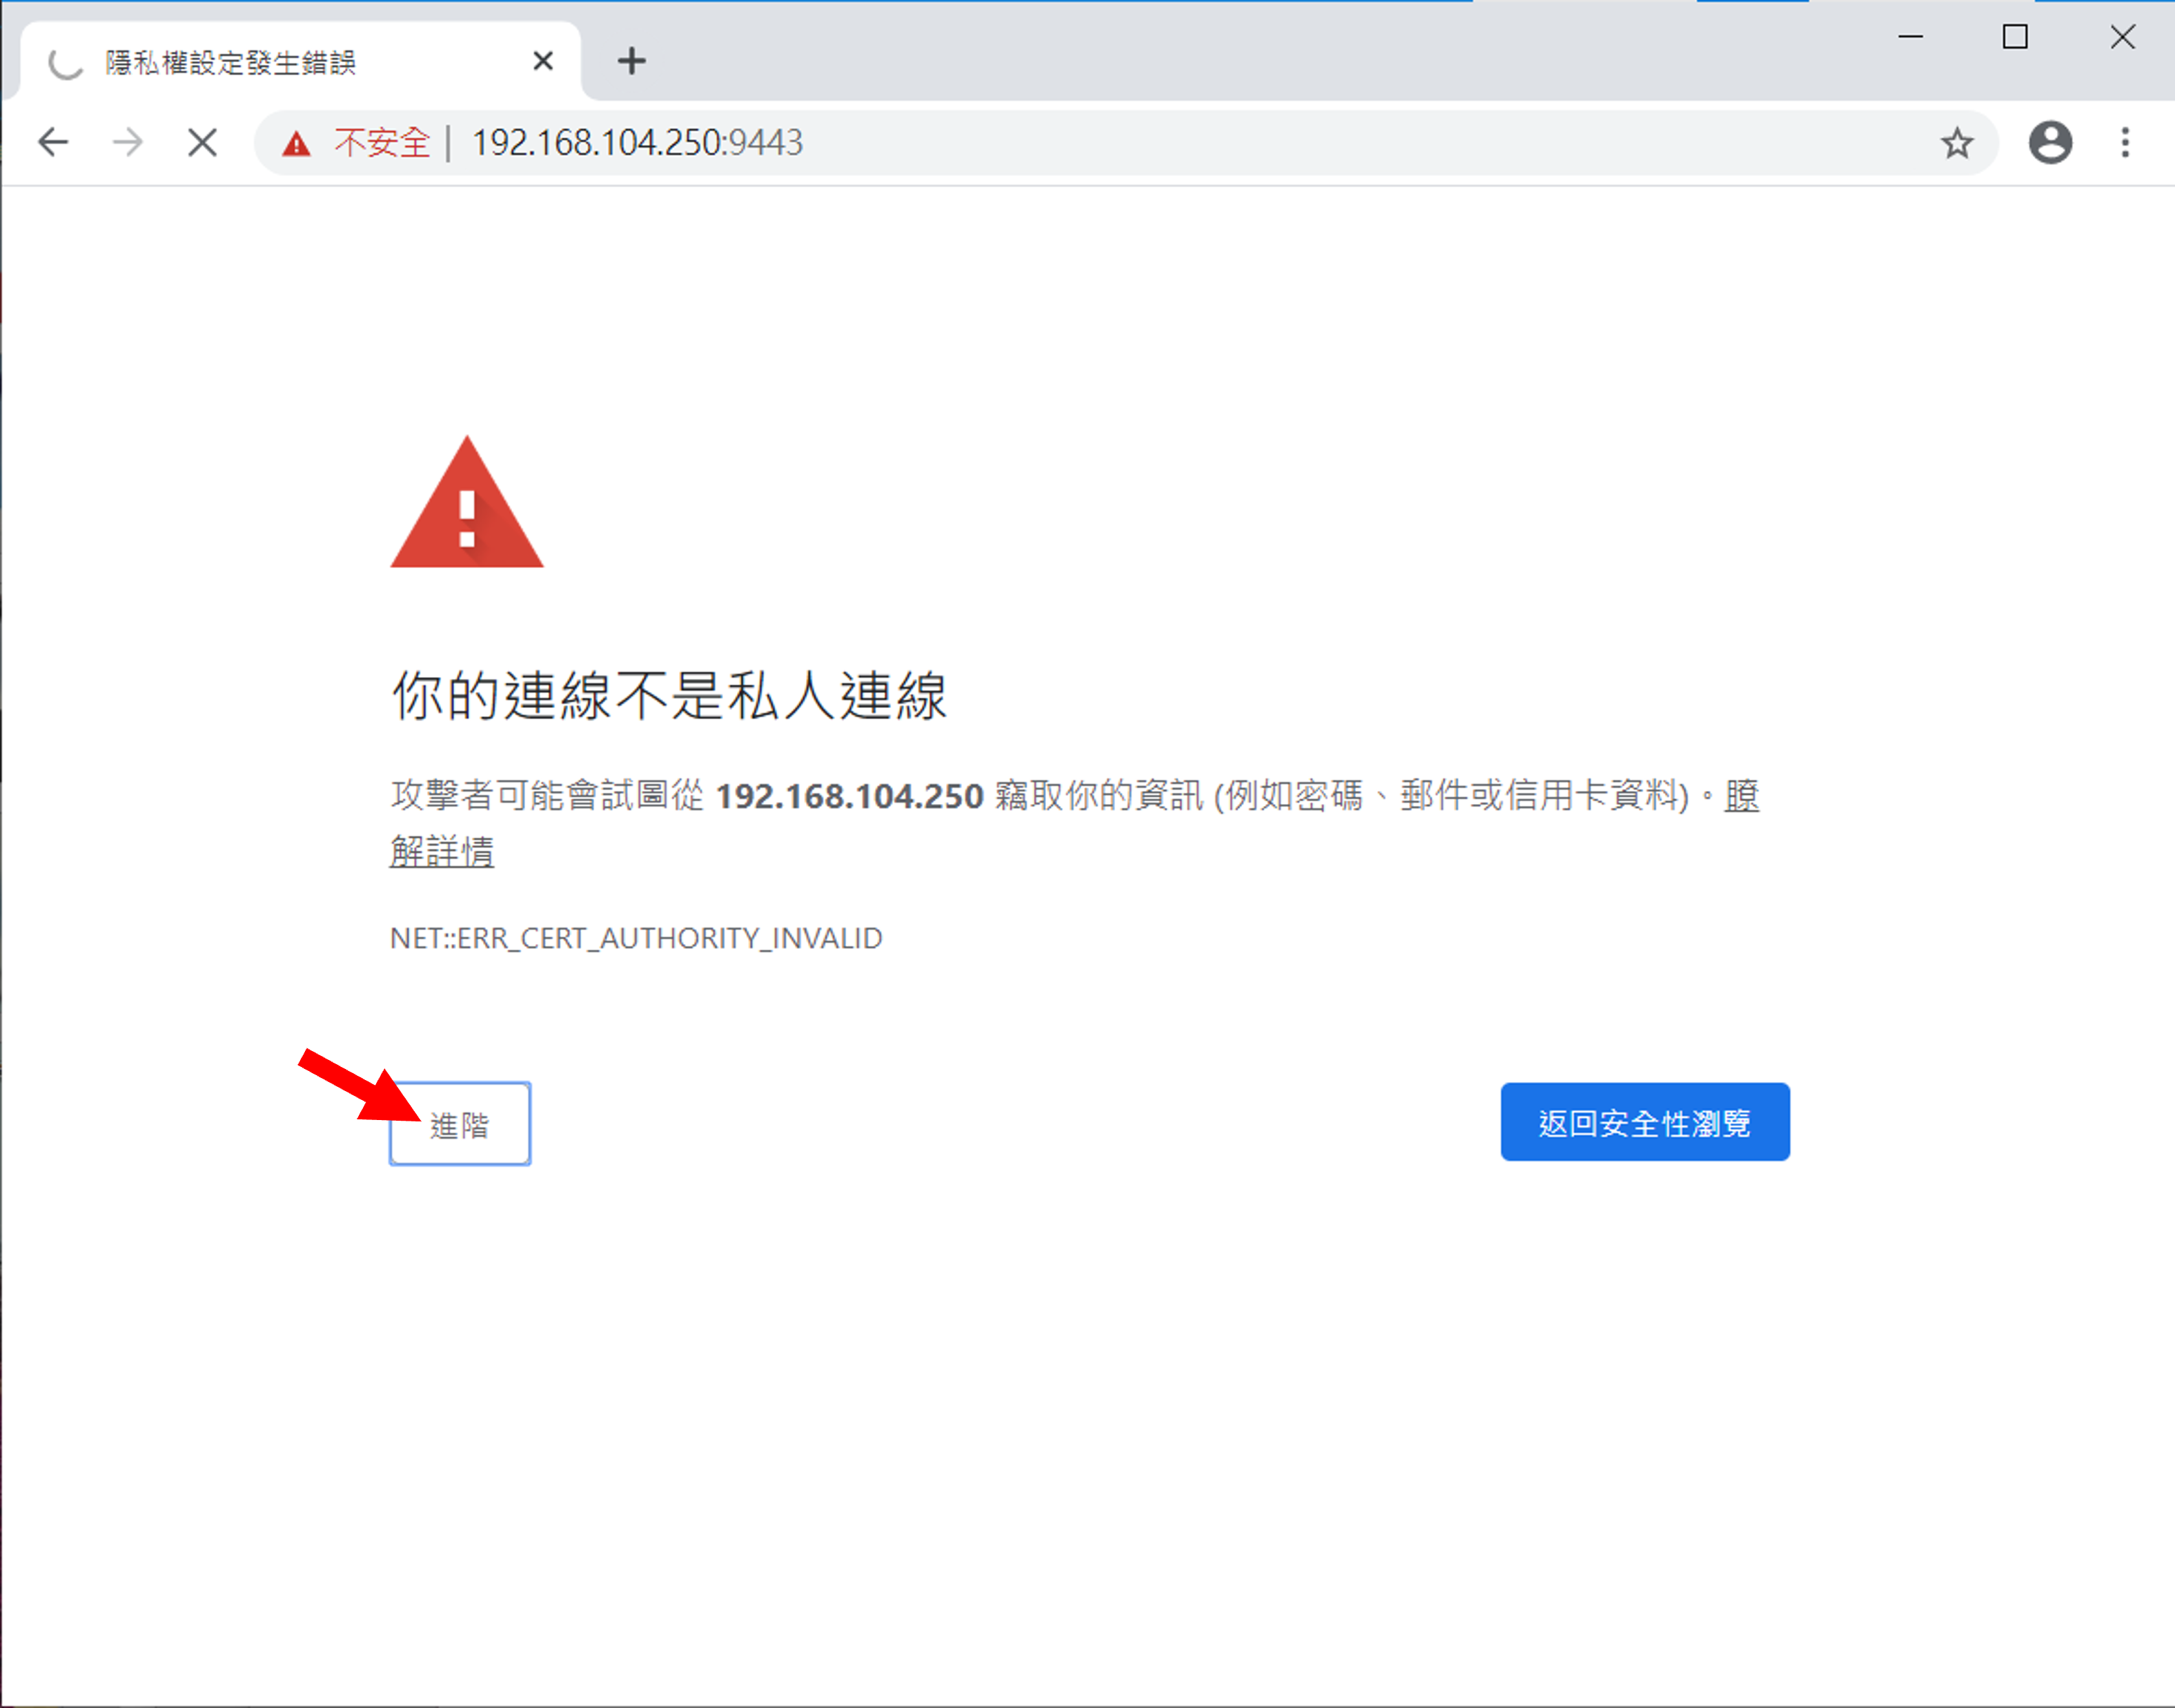 隱私權設定發生錯誤
不安全 | 192.168.104.250:9443
你的連線不是私人連線
攻擊者可能會試圖從 192.168.104.250 竊取你的資訊 (例如密碼、郵件或信用卡資料)。瞭
解詳情
NET::ERR_CERT_AUTHORITY_INVALID
進階
返回安全性瀏覽